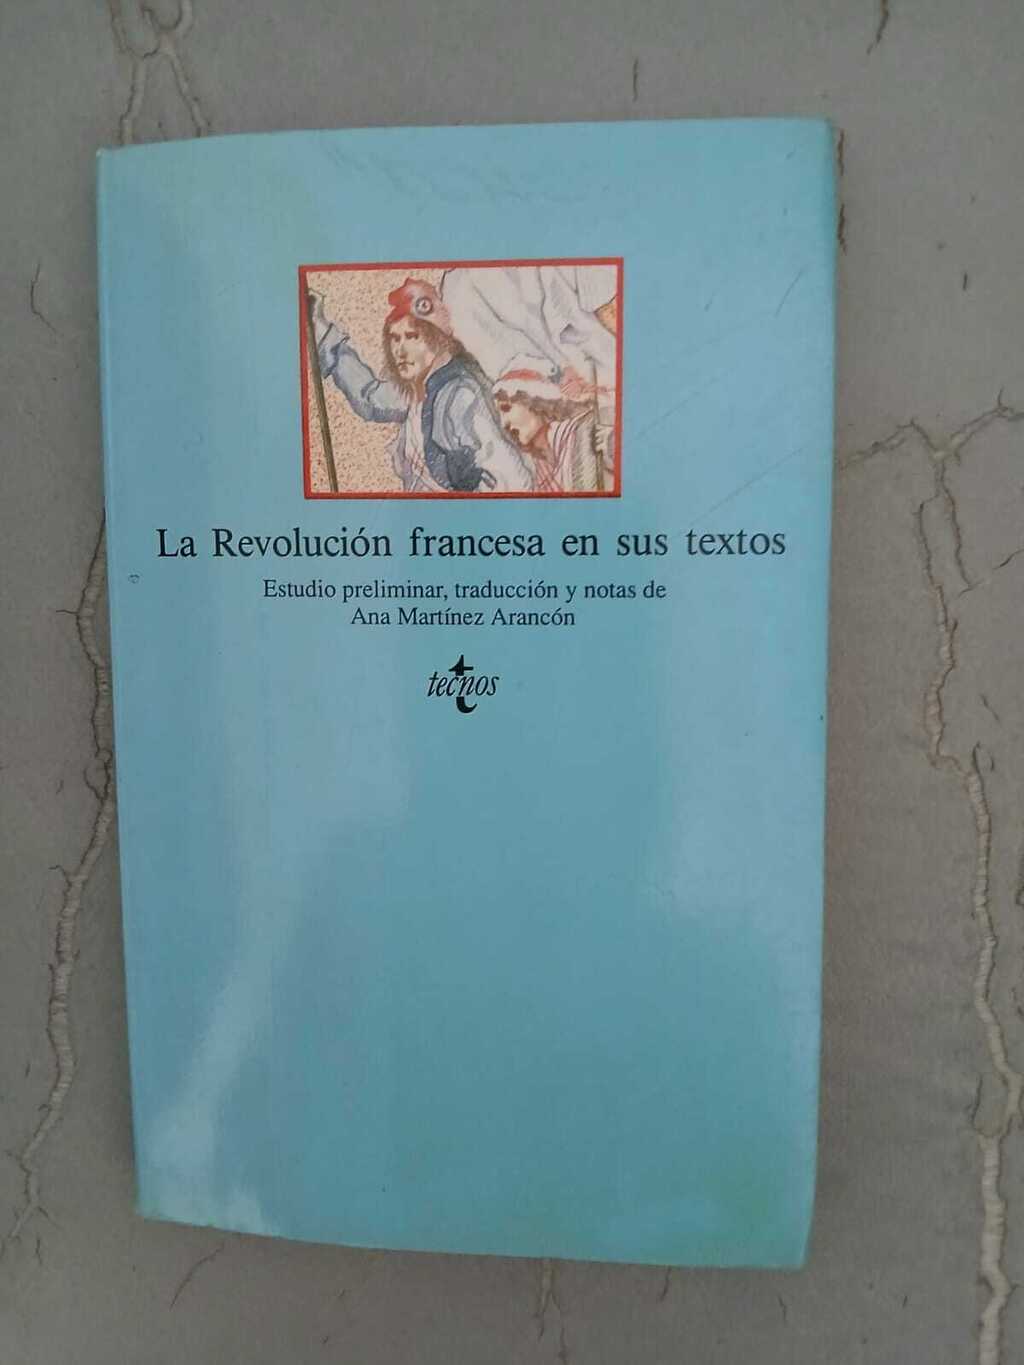 La Revolución francesa en sus textos
Estudio preliminar, traducción y notas de
Ana Martínez Arancón
tecnos